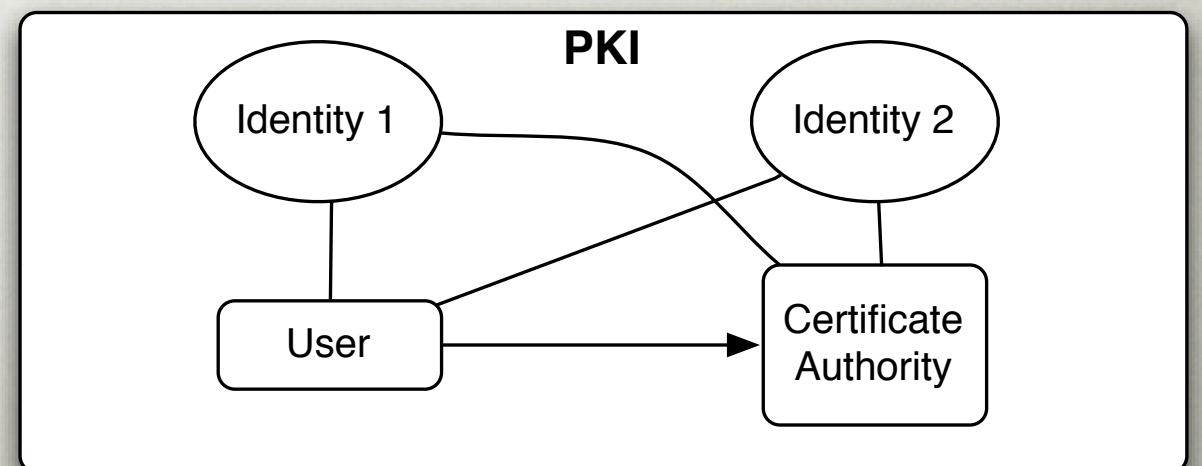 PKI
Identity 1
Identity 2
User
Certificate
Authority